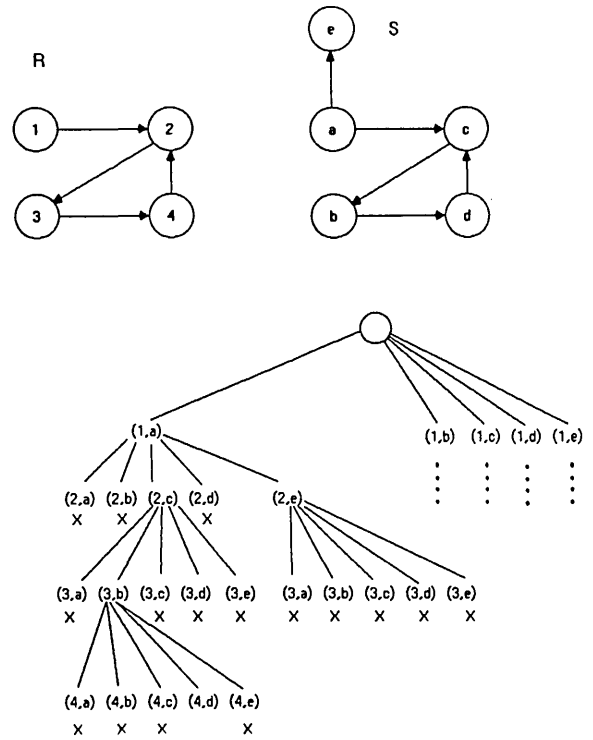 e S
R
1 2 a c
3 4 b d
(1,a) (1,b) (1,c) (1,d) (1,e)
(2,a) (2,b) (2,c) (2,d) (2,e)
X X X
(3,a) (3,b) (3,c) (3,d) (3,e) (3,a) (3,b) (3,c) (3,d) (3,e)
X X X X X X X X X
(4,a) (4,b) (4,c) (4,d) (4,e)
X X X X